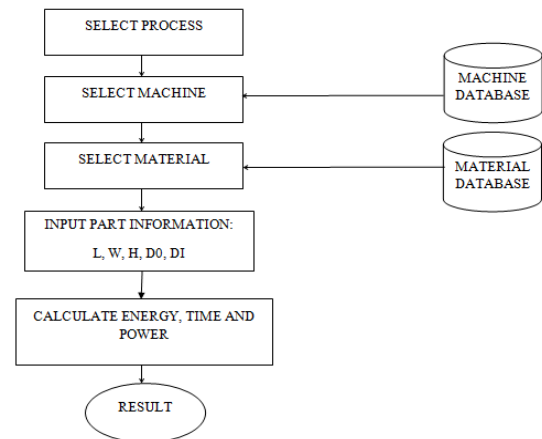 SELECT PROCESS
SELECT MACHINE
MACHINE
DATABASE
SELECT MATERIAL
MATERIAL
DATABASE
INPUT PART INFORMATION:
L, W, H, D0, DI
CALCULATE ENERGY, TIME AND
POWER
RESULT